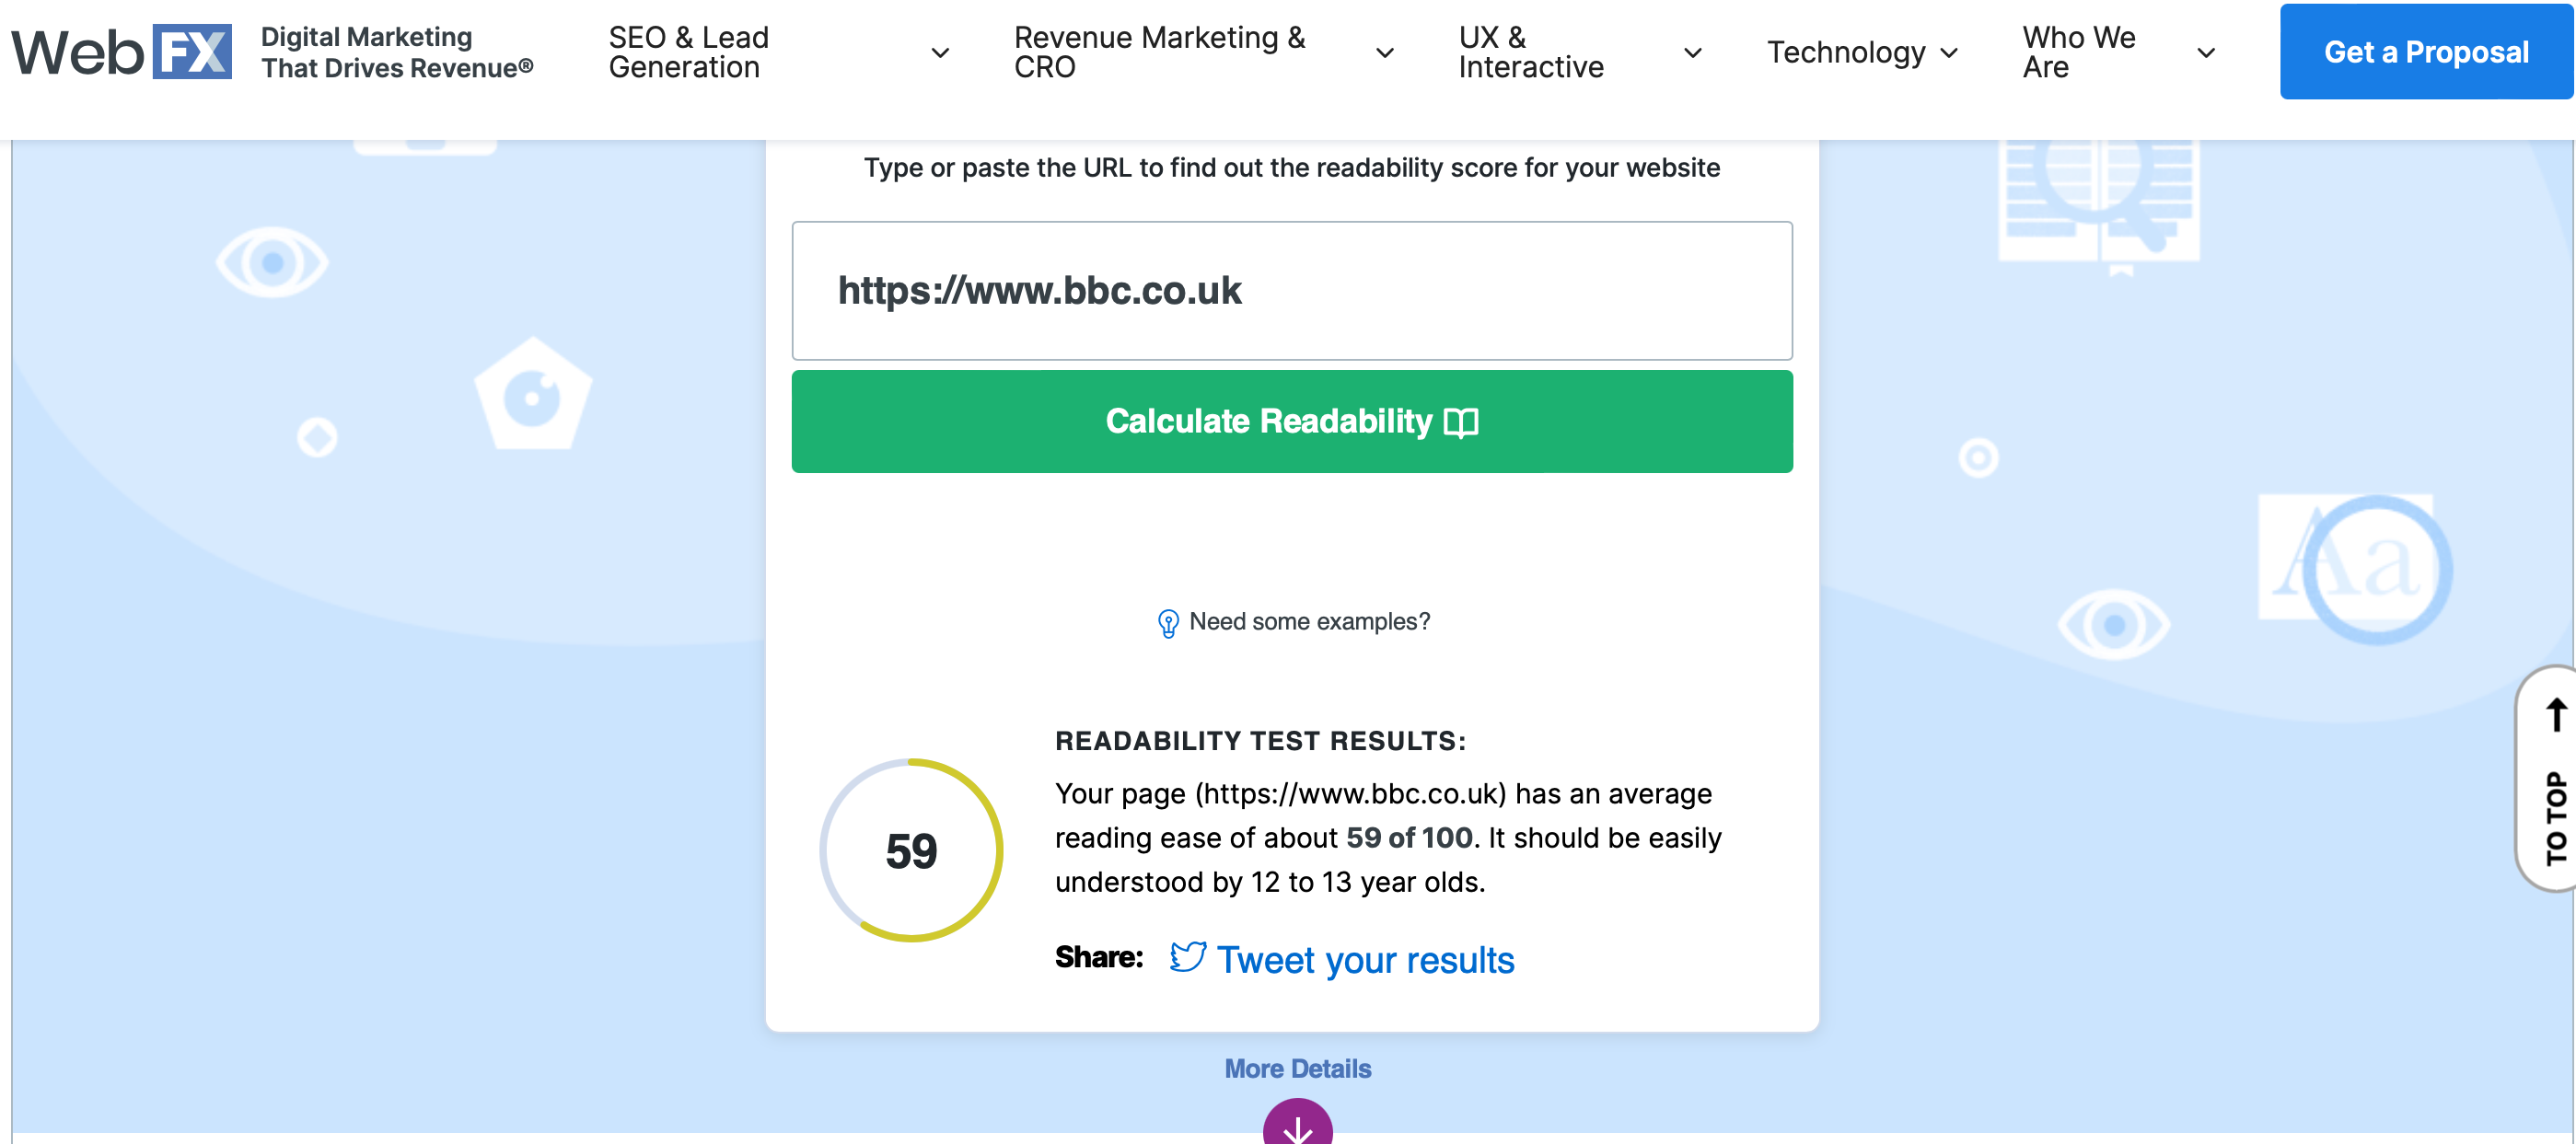 WebFX
Digital Marketing
That Drives Revenue®
SEO & Lead
Generation
Revenue Marketing &
CRO
UX &
Interactive
Technology
Who We
Are
Get a Proposal
Type or paste the URL to find out the readability score for your website
https://www.bbc.co.uk
Calculate Readability
Aa
Need some examples?
READABILITY TEST RESULTS:
59
Your page (https://www.bbc.co.uk) has an average
reading ease of about 59 of 100. It should be easily
understood by 12 to 13 year olds.
Share: Tweet your results
TO TOP
More Details